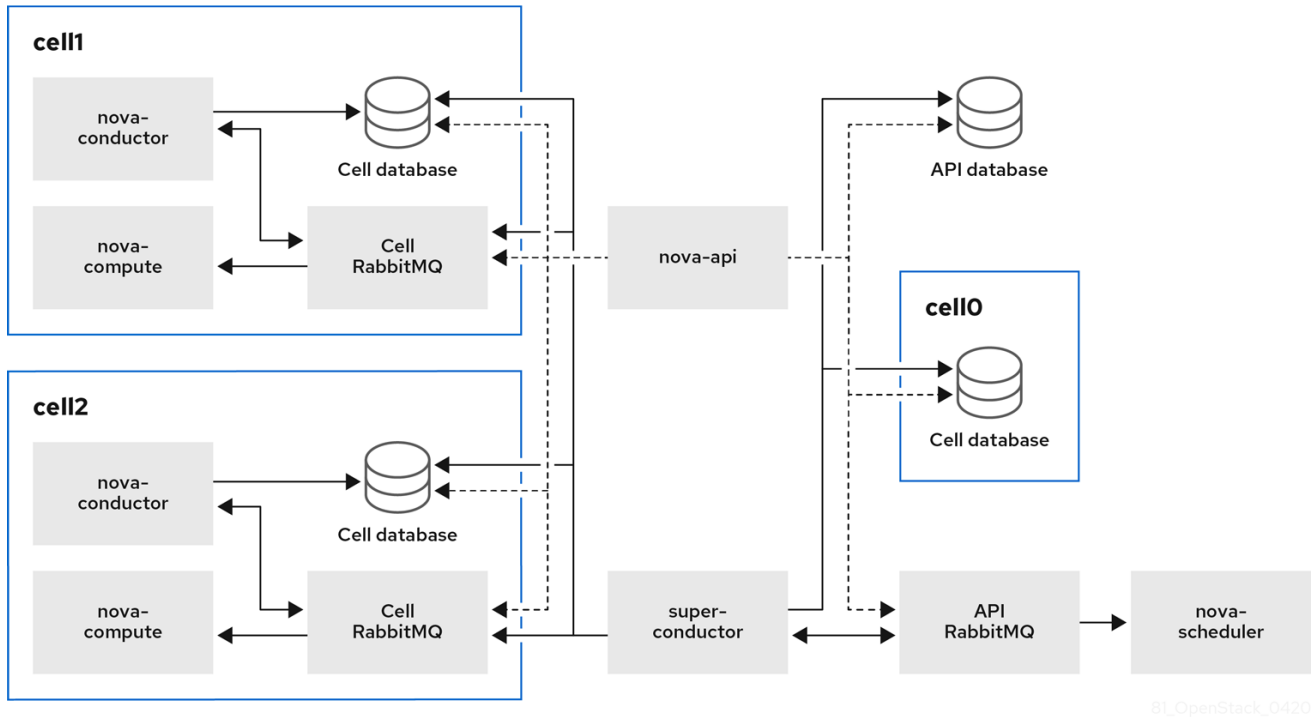 cell1
nova-
conductor
Cell database
nova-
compute
Cell
RabbitMQ
nova-api
API database
cell0
Cell database
cell2
nova-
conductor
Cell database
nova-
compute
Cell
RabbitMQ
super-
conductor
API
RabbitMQ
nova-
scheduler
81_OpenStack_0420